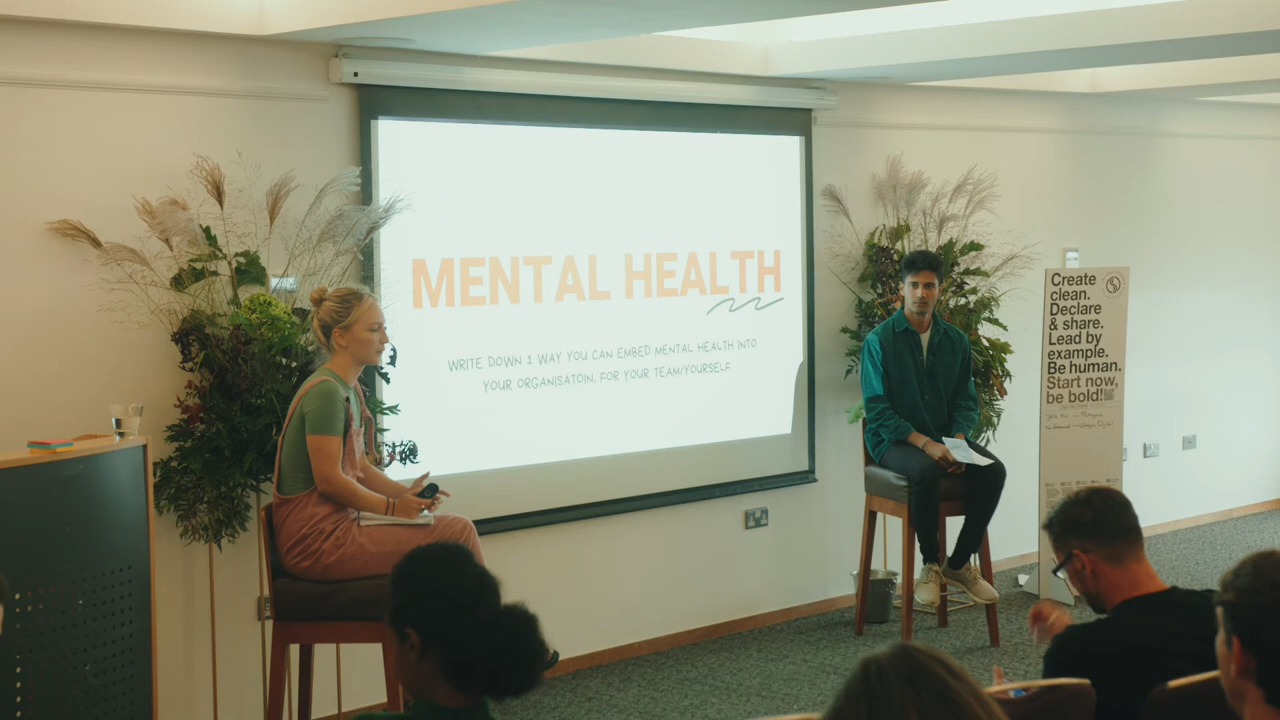 MENTAL HEALTH
WRITE DOWN 1 WAY YOU CAN EMBED MENTAL HEALTH INTO
YOUR ORGANISATOIN, FOR YOUR TEAM/YOURSELF
Create
clean.
Declare
& share.
Lead by
example.
Be human.
Start now,
be bold!